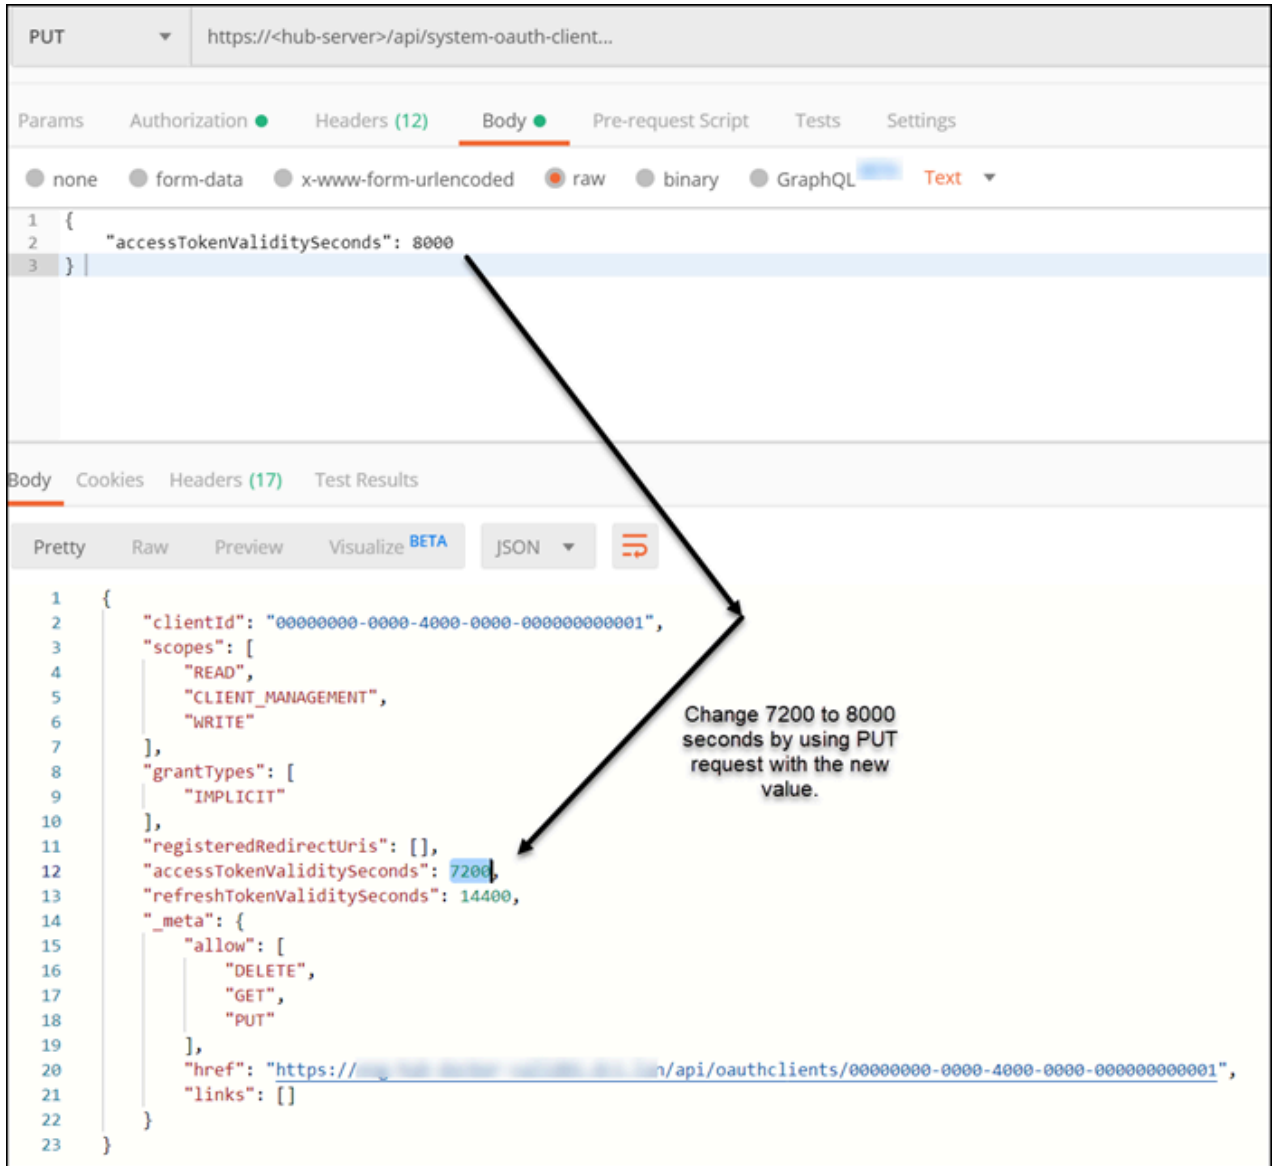 PUT https://<hub-server>/api/system-oauth-client...
Params Authorization Headers (12) Body Pre-request Script Tests Settings
none form-data x-www-form-urlencoded raw binary GraphQL Text
1 {
2 "accessTokenValiditySeconds": 8000
3 }
Body Cookies Headers (17) Test Results
Pretty Raw Preview Visualize BETA JSON
1 {
2 "clientId": "00000000-0000-4000-0000-000000000001",
3 "scopes": [
4 "READ",
5 "CLIENT_MANAGEMENT",
6 "WRITE"
7 ],
8 "grantTypes": [
9 "IMPLICIT"
10 ],
11 "registeredRedirectUris": [],
12 "accessTokenValiditySeconds": 7200,
13 "refreshTokenValiditySeconds": 14400,
14 "_meta": {
15 "allow": [
16 "DELETE",
17 "GET",
18 "PUT"
19 ],
20 "href": "https:// n/api/oauthclients/00000000-0000-4000-0000-000000000001",
21 "links": []
22 }
23 }
Change 7200 to 8000
seconds by using PUT
request with the new
value.